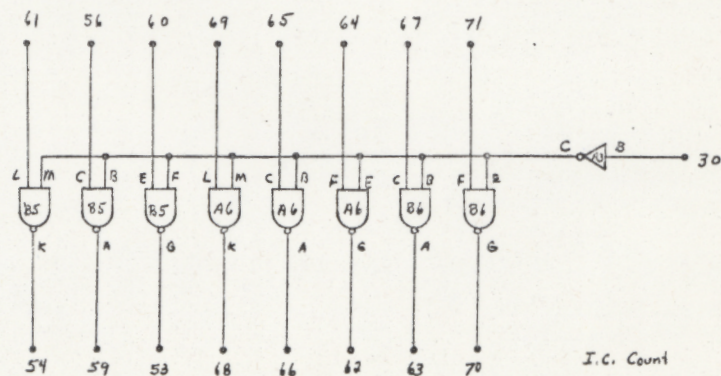 61 56 60 69 65 64 67 71
C B
30
L M C B E F L M C B F E C B F E
B5 B5 B5 A6 A6 A6 B6 B6
K A G K A G A G
54 59 53 68 66 62 63 70
I.C. Count